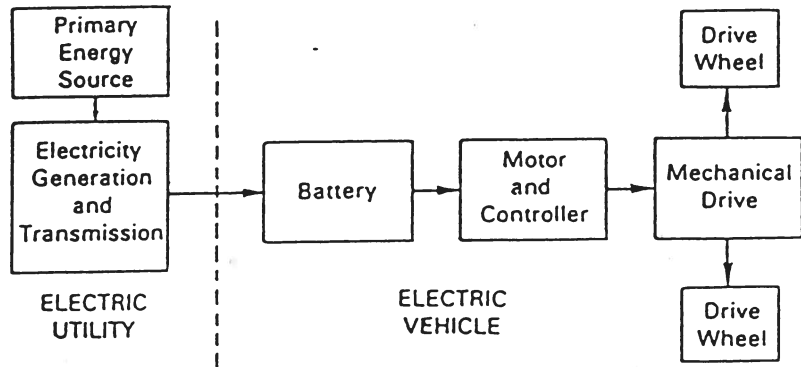 Primary
Energy
Source
Electricity
Generation
and
Transmission
ELECTRIC
UTILITY
Battery
Motor
and
Controller
Mechanical
Drive
Drive
Wheel
Drive
Wheel
ELECTRIC
VEHICLE